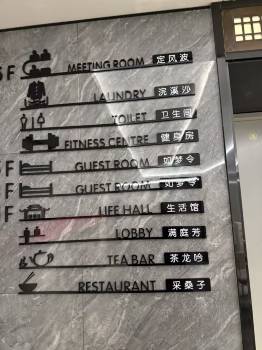 5F MEETING ROOM 定风波
LAUNDRY 浣溪沙
TOILET 卫生间
FITNESS CENTRE 健身房
GUEST ROOM 如梦令
GUEST ROOM 如梦令
F LIFE HALL 生活馆
LOBBY 满庭芳
TEA BAR 茶龙吟
RESTAURANT 采桑子